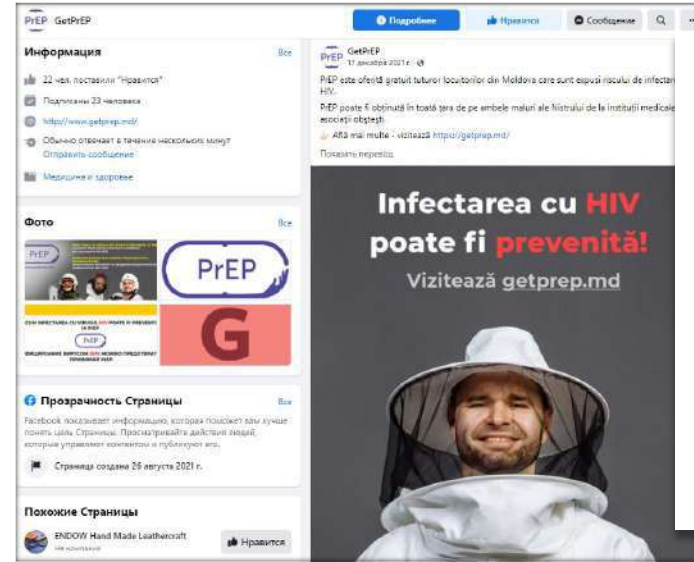 PrEP GetPrEP
Подробнее
Нравится
Сообщение
Информация
Все
22 чел. поставили "Нравится"
Подписаны 23 человека
http://www.getprep.md/
Обычно отвечает в течение нескольких минут
Отправить сообщение
Медицина и здоровье
Фото
Все
PrEP
PrEP
PrEP
G
Прозрачность Страницы
Все
Facebook показывает информацию, которая поможет вам лучше
понять цель Страницы. Просматривайте действия людей,
которые управляют контентом и публикуют его.
Страница создана 26 августа 2021 г.
Похожие Страницы
ENDOW Hand Made Leathercraft
Не компания
Нравится
PrEP
GetPrEP
17 декабря 2021 г.
PrEP este oferită gratuit tuturor locuitorilor din Moldova care sunt expuși riscului de infectar
HIV.
PrEP poate fi obținută în toată țara de pe ambele maluri ale Nistrului de la instituții medicale
asociații obștești.
Află mai multe - vizitează https://getprep.md/
Показать перевод
Infectarea cu HIV
poate fi prevenită!
Vizitează getprep.md